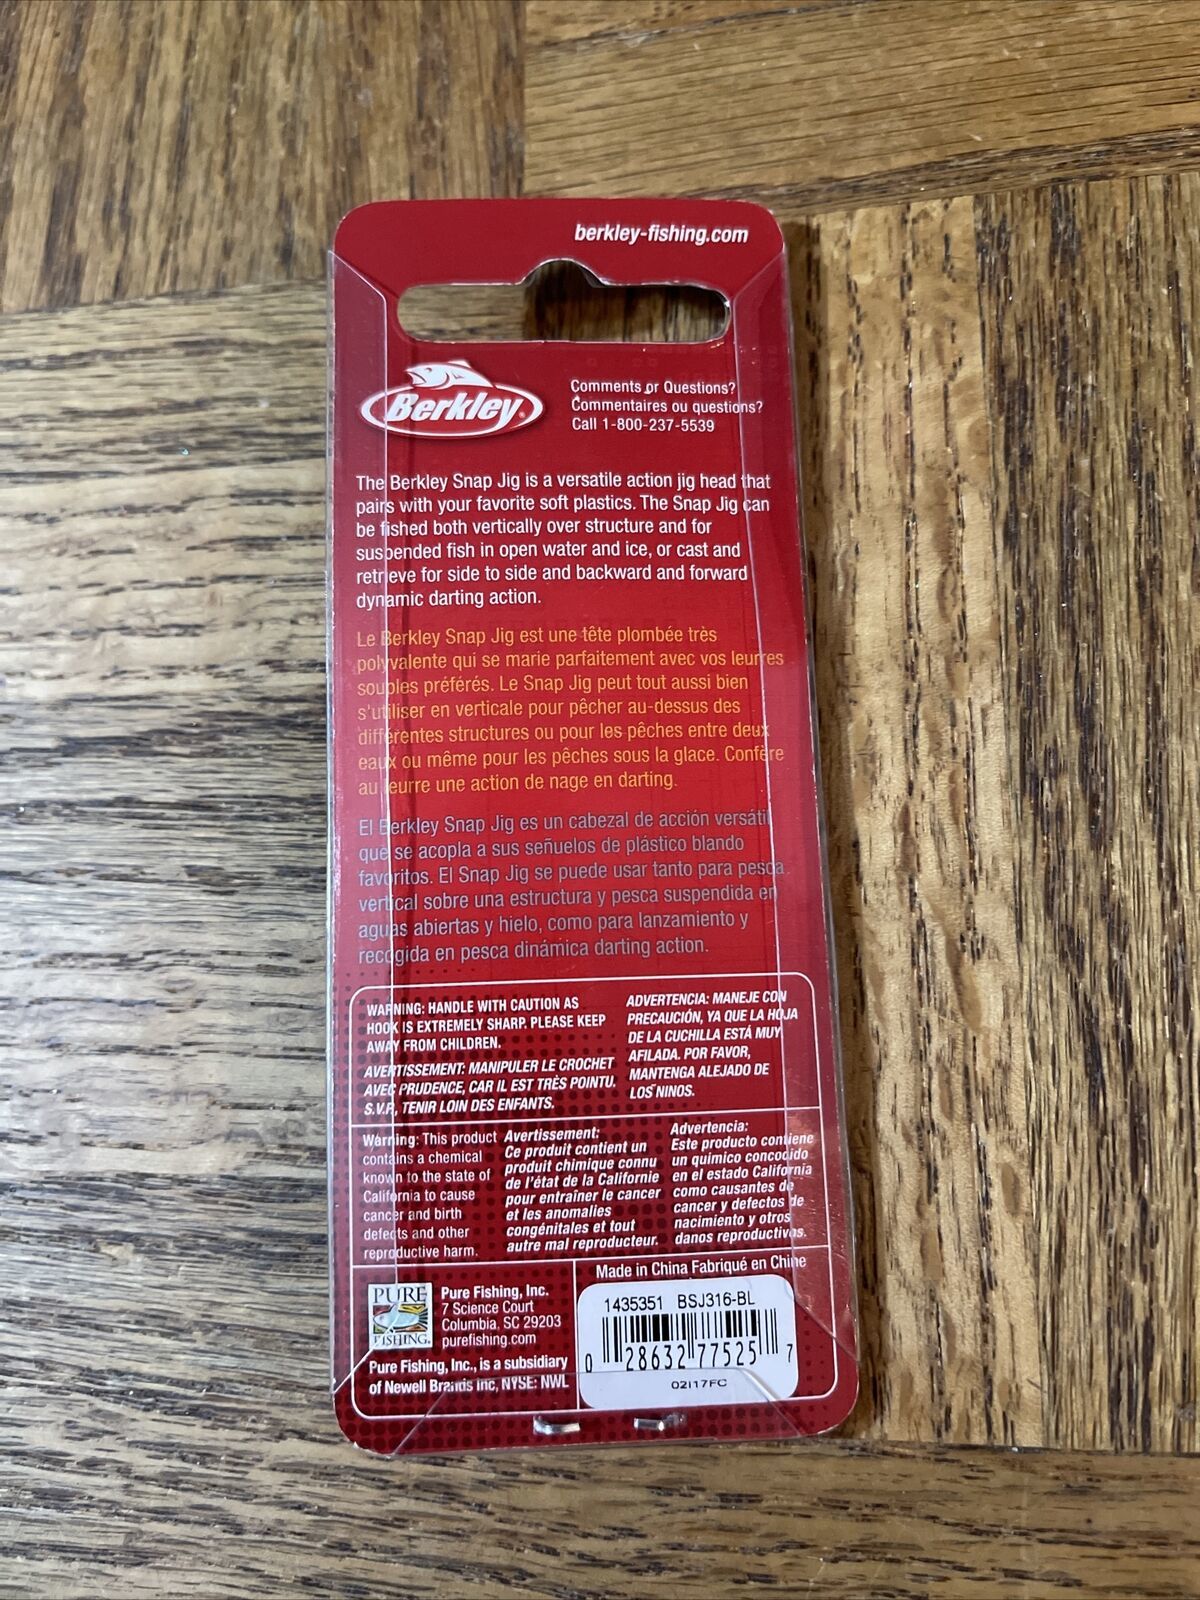 berkley-fishing.com
Berkley
Comments or Questions?
Commentaires ou questions?
Call 1-800-237-5539
The Berkley Snap Jig is a versatile action jig head that
pairs with your favorite soft plastics. The Snap Jig can
be fished both vertically over structure and for
suspended fish in open water and ice, or cast and
retrieve for side to side and backward and forward
dynamic darting action.
Le Berkley Snap Jig est une tête plombée très
polyvalente qui se marie parfaitement avec vos leurres
souples préférés. Le Snap Jig peut tout aussi bien
s'utiliser en verticale pour pêcher au-dessus des
différentes structures ou pour les pêches entre deux
eaux ou même pour les pêches sous la glace. Confère
au leurre une action de nage en darting.
El Berkley Snap Jig es un cabezal de acción versátil
que se acopla a sus señuelos de plástico blando
favoritos. El Snap Jig se puede usar tanto para pesca
vertical sobre una estructura y pesca suspendida en
aguas abiertas y hielo, como para lanzamiento y
recogida en pesca dinámica darting action.
WARNING: HANDLE WITH CAUTION AS
HOOK IS EXTREMELY SHARP. PLEASE KEEP
AWAY FROM CHILDREN.
AVERTISSEMENT: MANIPULER LE CROCHET
AVEC PRUDENCE, CAR IL EST TRÈS POINTU.
S.V.P., TENIR LOIN DES ENFANTS.
ADVERTENCIA: MANEJE CON
PRECAUCIÓN, YA QUE LA HOJA
DE LA CUCHILLA ESTÁ MUY
AFILADA. POR FAVOR,
MANTENGA ALEJADO DE
LOS NINOS.
Warning: This product
contains a chemical
known to the state of
California to cause
cancer and birth
defects and other
reproductive harm.
Avertissement:
Ce produit contient un
produit chimique connu
de l'état de la Californie
pour entraîner le cancer
et les anomalies
congénitales et tout
autre mal reproducteur.
Advertencia:
Este producto contiene
un quimico concocido
en el estado California
como causantes de
cancer y defectos de
nacimiento y otros
danos reproductivos.
PURE
FISHING.
Pure Fishing, Inc.
7 Science Court
Columbia, SC 29203
purefishing.com
Pure Fishing, Inc., is a subsidiary
of Newell Brands Inc, NYSE: NWL
Made in China Fabriqué en Chine
1435351 BSJ316-BL
0 28632 77525 7
02I17FC